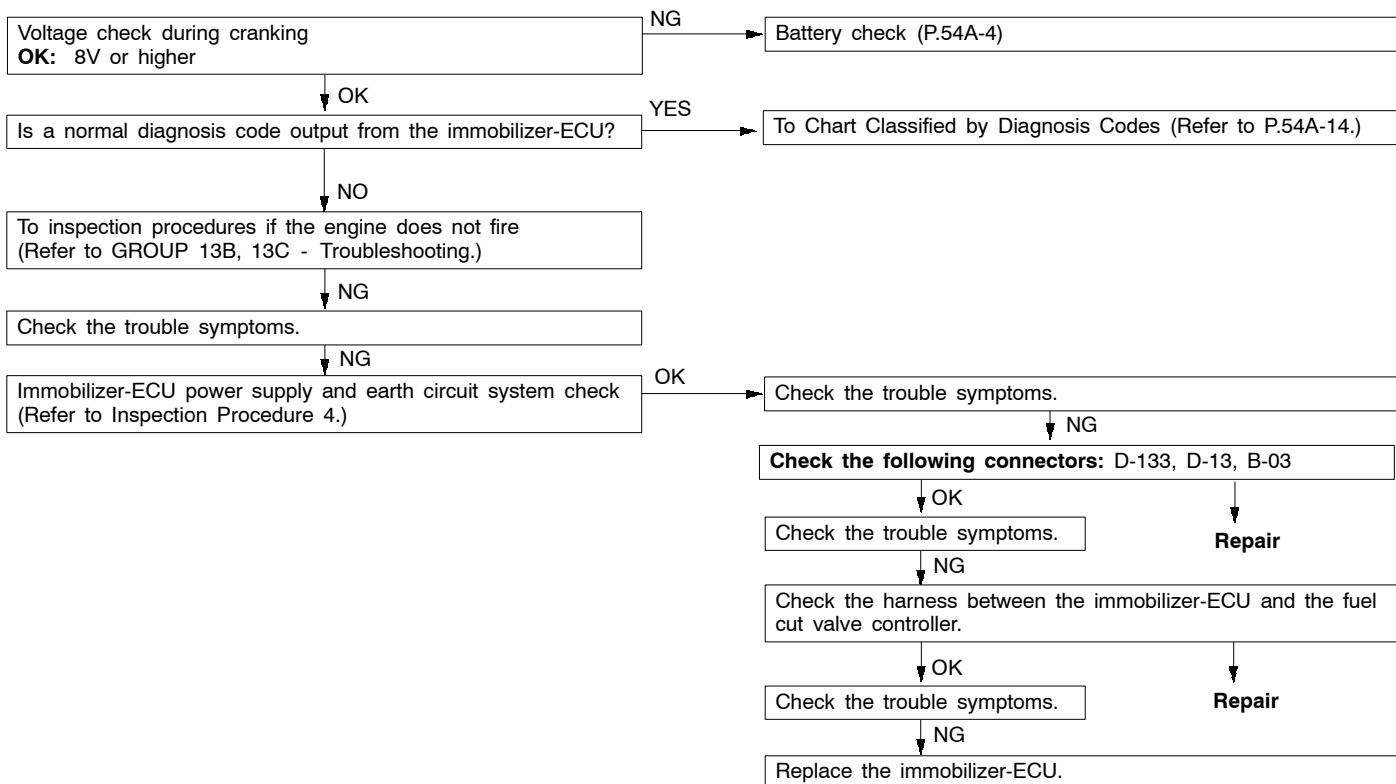 Voltage check during cranking
OK: 8V or higher
NG
Battery check (P.54A-4)
OK
Is a normal diagnosis code output from the immobilizer-ECU?
YES
To Chart Classified by Diagnosis Codes (Refer to P.54A-14.)
NO
To inspection procedures if the engine does not fire
(Refer to GROUP 13B, 13C - Troubleshooting.)
NG
Check the trouble symptoms.
NG
Immobilizer-ECU power supply and earth circuit system check
(Refer to Inspection Procedure 4.)
OK
Check the trouble symptoms.
NG
Check the following connectors: D-133, D-13, B-03
OK
Check the trouble symptoms.
Repair
NG
Check the harness between the immobilizer-ECU and the fuel
cut valve controller.
OK
Check the trouble symptoms.
Repair
NG
Replace the immobilizer-ECU.